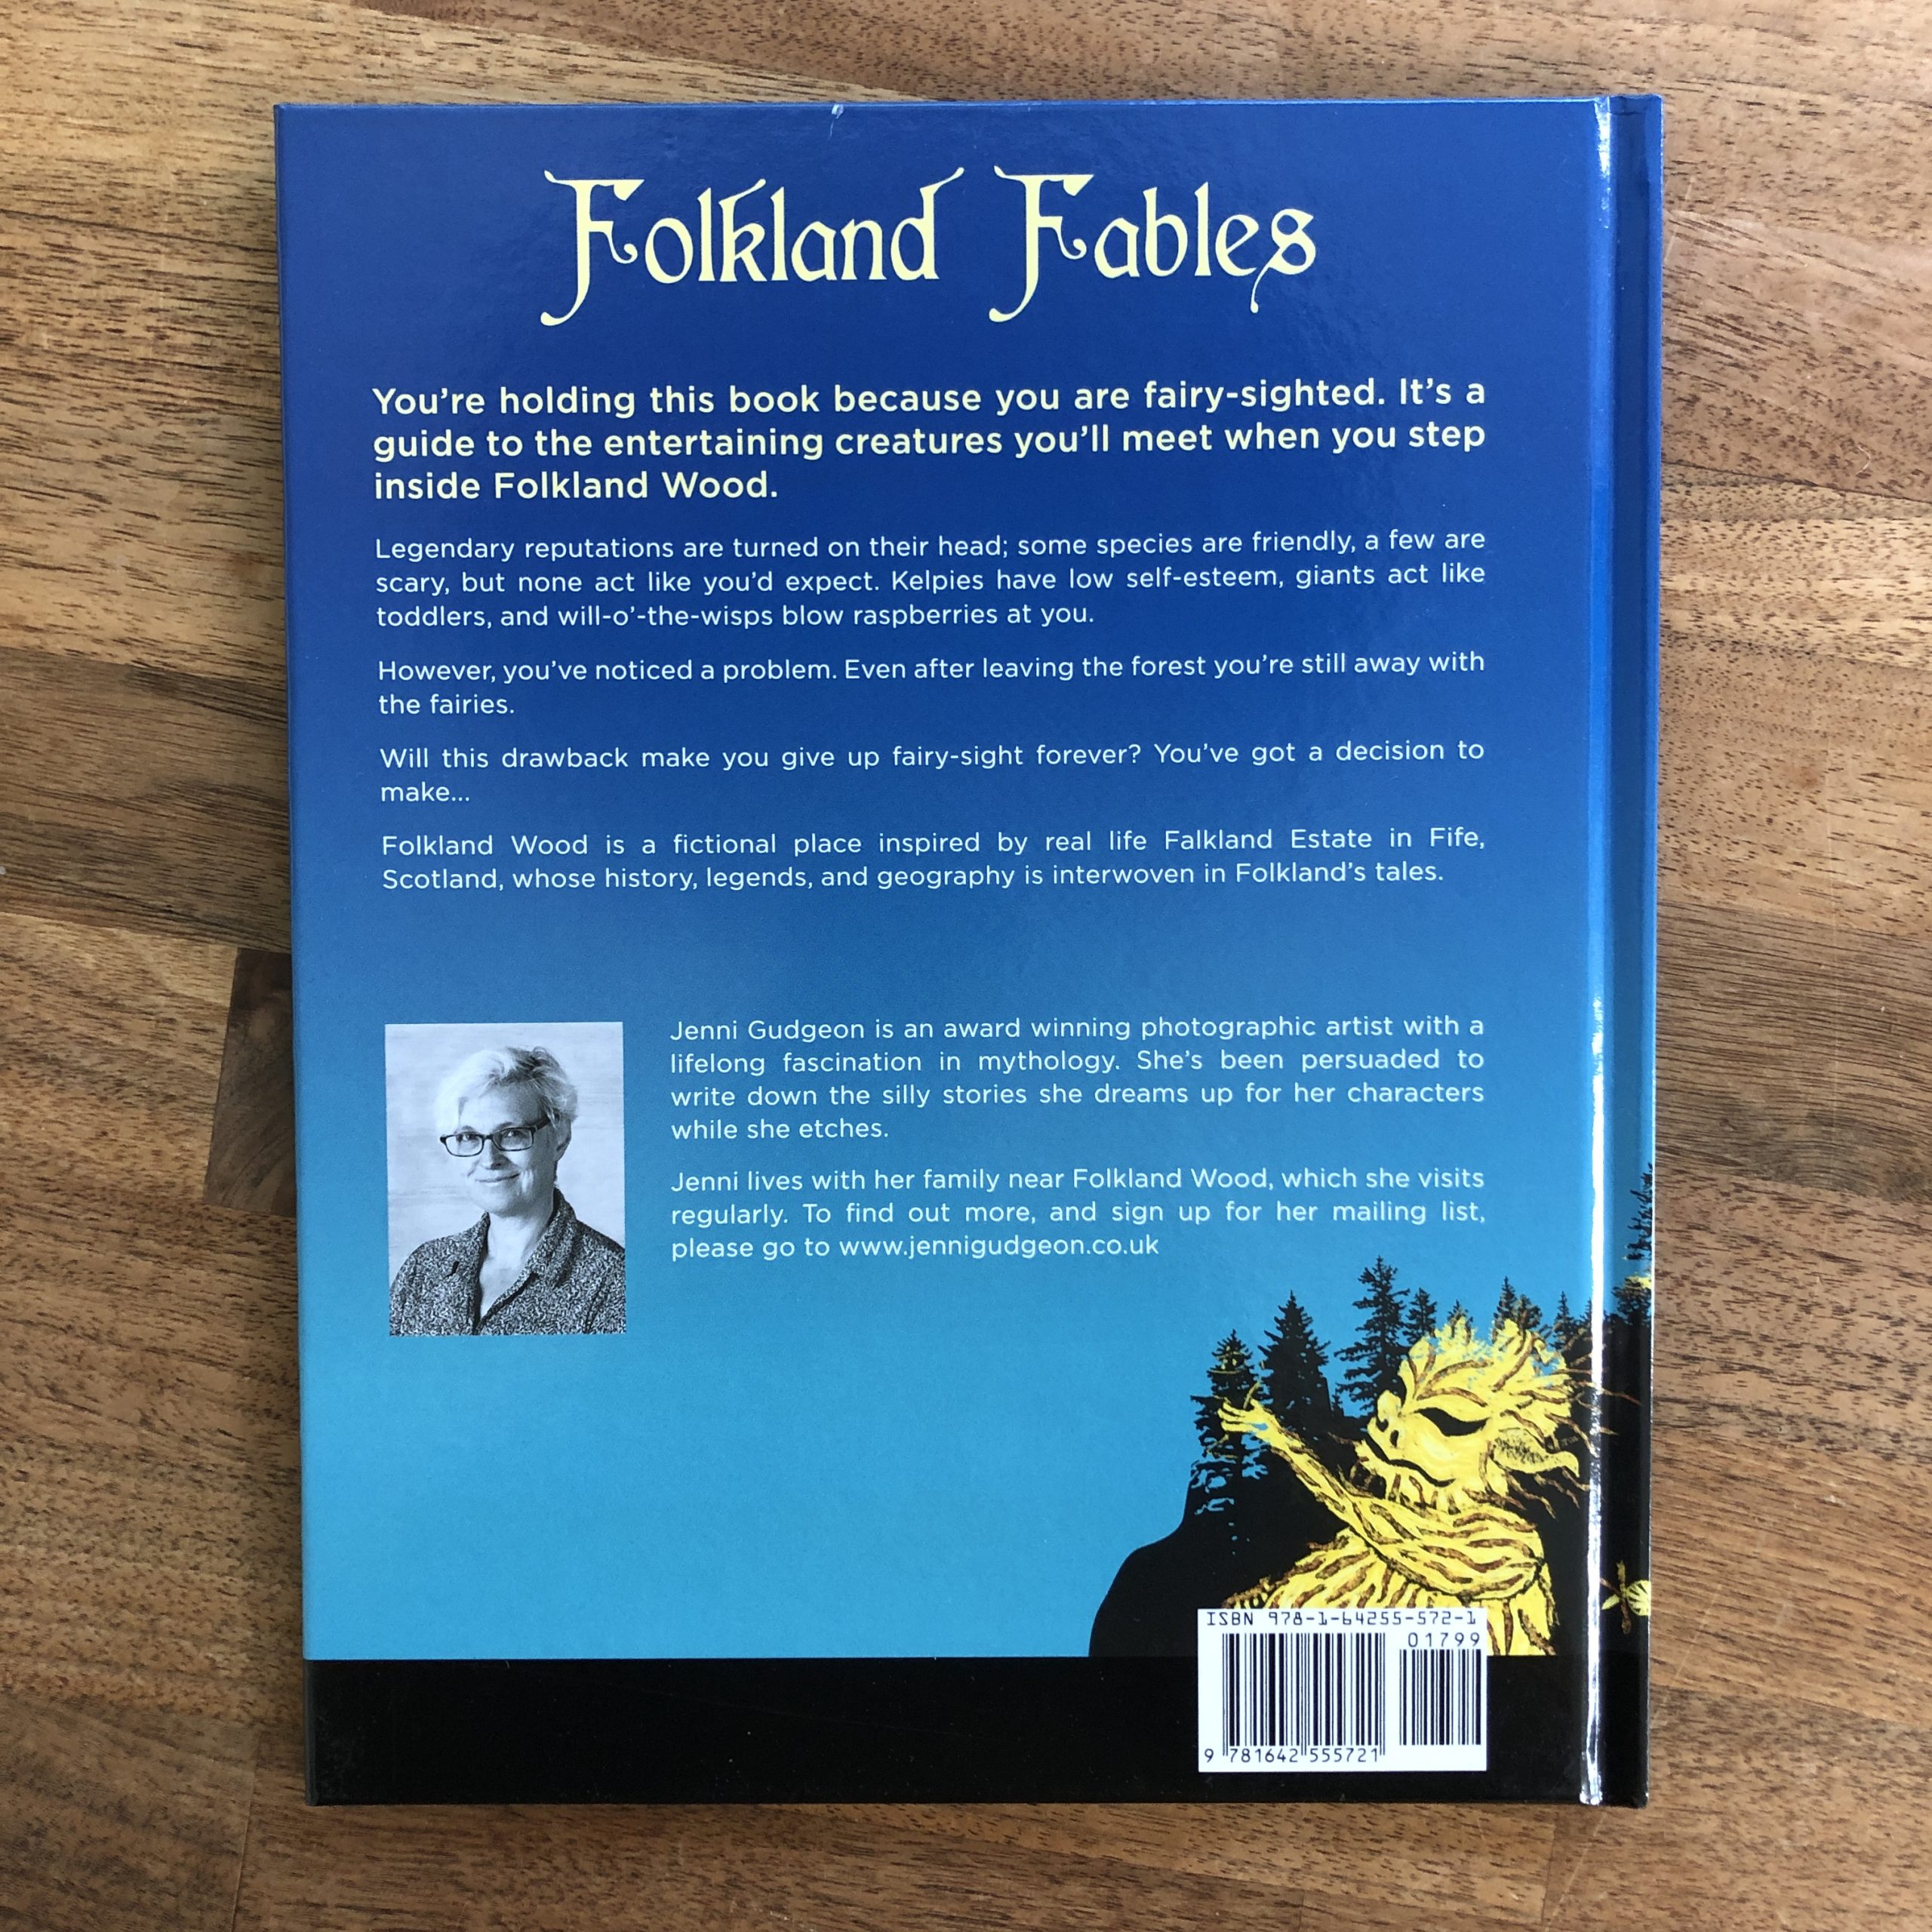 Folkland Fables
You're holding this book because you are fairy-sighted. It's a
guide to the entertaining creatures you'll meet when you step
inside Folkland Wood.
Legendary reputations are turned on their head; some species are friendly, a few are
scary, but none act like you'd expect. Kelpies have low self-esteem, giants act like
toddlers, and will-o'-the-wisps blow raspberries at you.
However, you've noticed a problem. Even after leaving the forest you're still away with
the fairies.
Will this drawback make you give up fairy-sight forever? You've got a decision to
make...
Folkland Wood is a fictional place inspired by real life Falkland Estate in Fife,
Scotland, whose history, legends, and geography is interwoven in Folkland's tales.
Jenni Gudgeon is an award winning photographic artist with a
lifelong fascination in mythology. She's been persuaded to
write down the silly stories she dreams up for her characters
while she etches.
Jenni lives with her family near Folkland Wood, which she visits
regularly. To find out more, and sign up for her mailing list,
please go to www.jennigudgeon.co.uk
ISBN 978-1-64255-572-1
01799
9 781642 555721